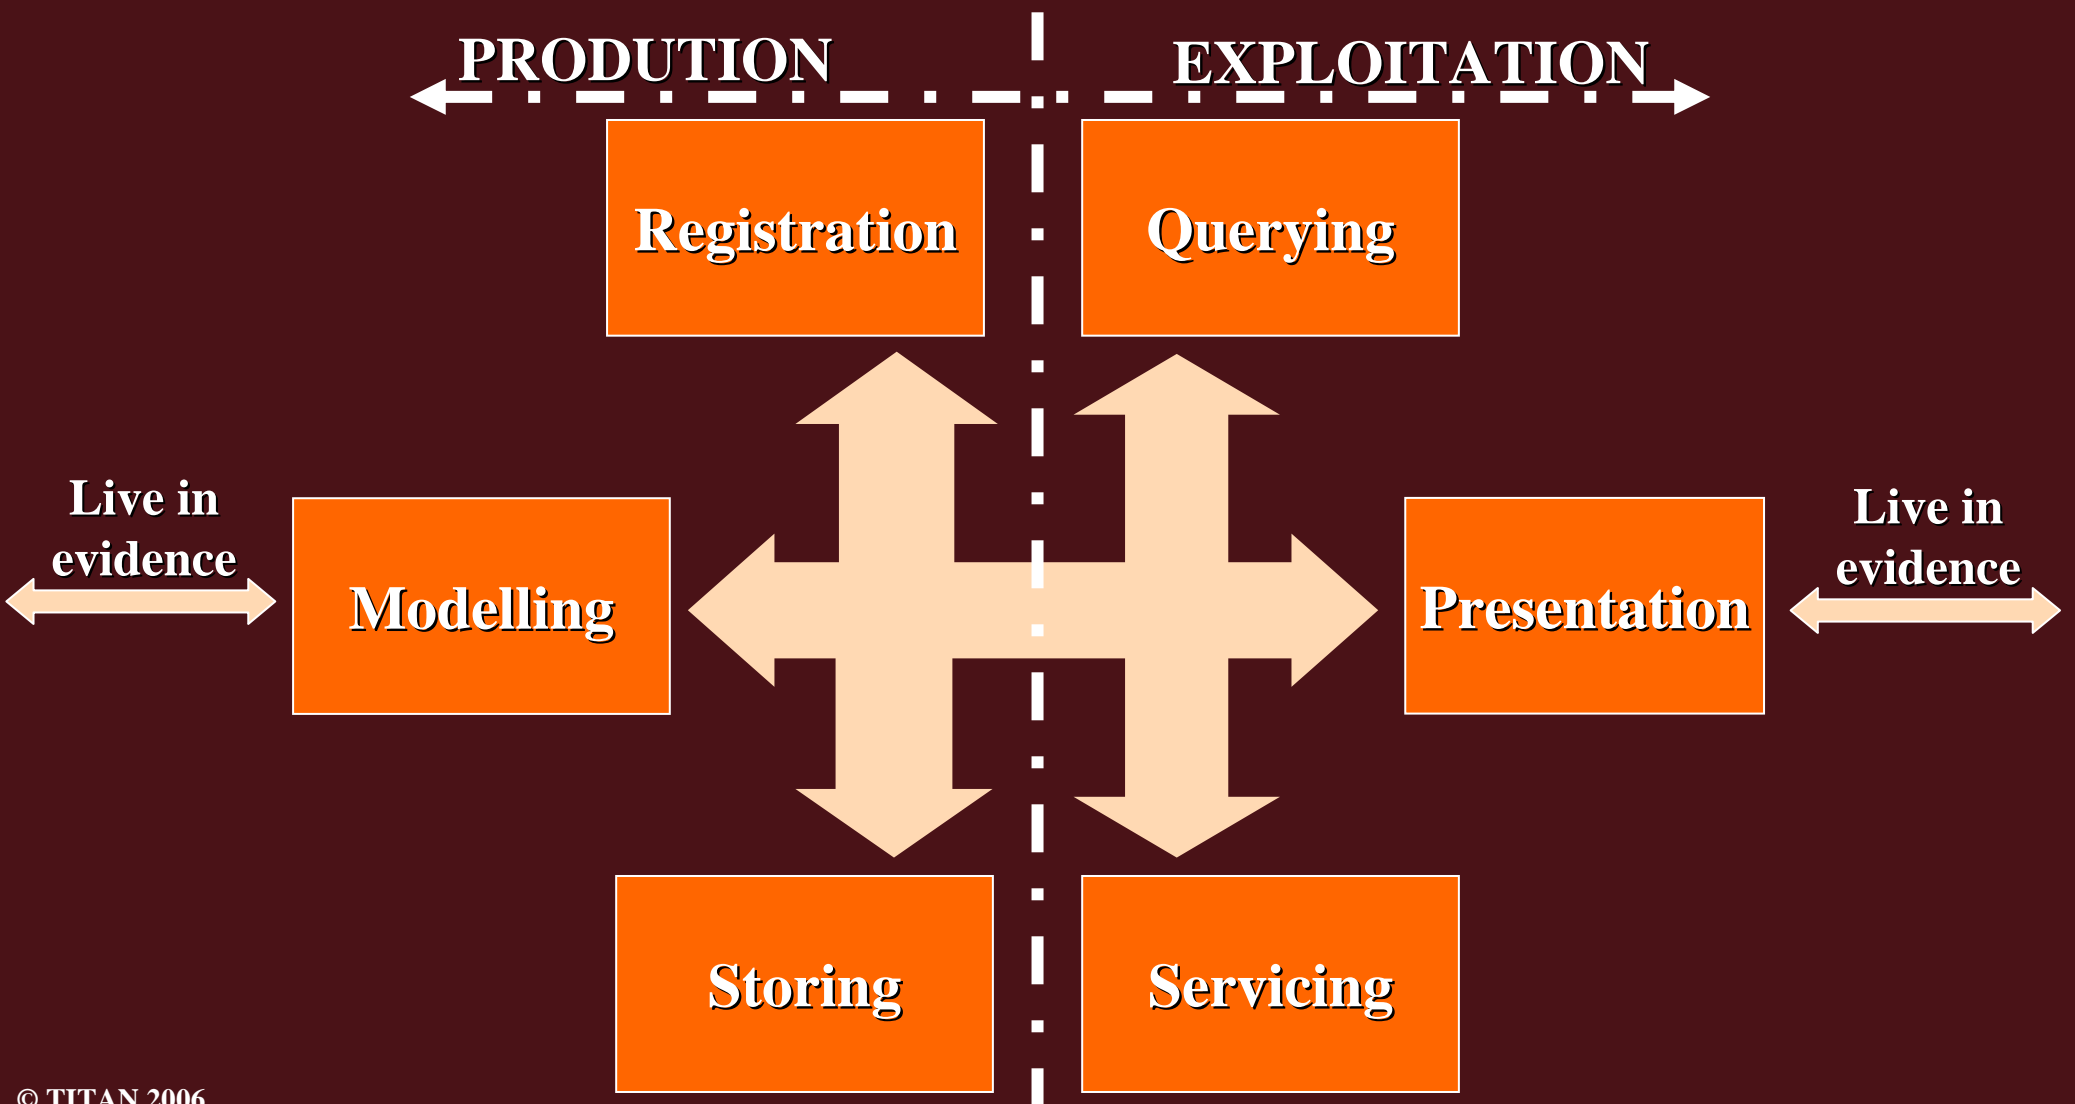 PRODUTION
EXPLOITATION
Registration
Querying
Live in
evidence
Modelling
Presentation
Live in
evidence
Storing
Servicing
© TITAN 2006